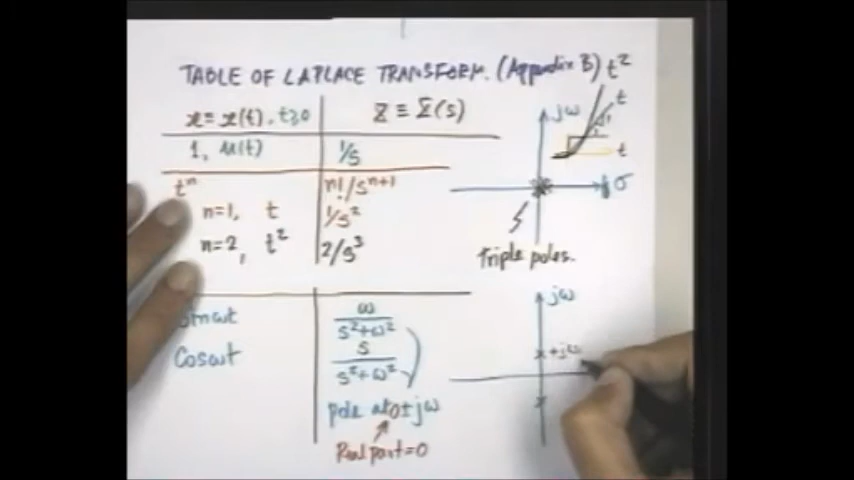 TABLE OF LAPLACE TRANSFORM. (Appendix B)
t²
x = x(t), t≥0 X ≡ X(s)
1, u(t) 1/s
tⁿ n!/sⁿ⁺¹
n=1, t 1/s²
n=2, t² 2/s³
jω
t
t
σ
triple poles.
Sinωt ω/s²+ω²
Cosωt s/s²+ω²
pole at 0±jω
Real part=0
jω
x+jω
x